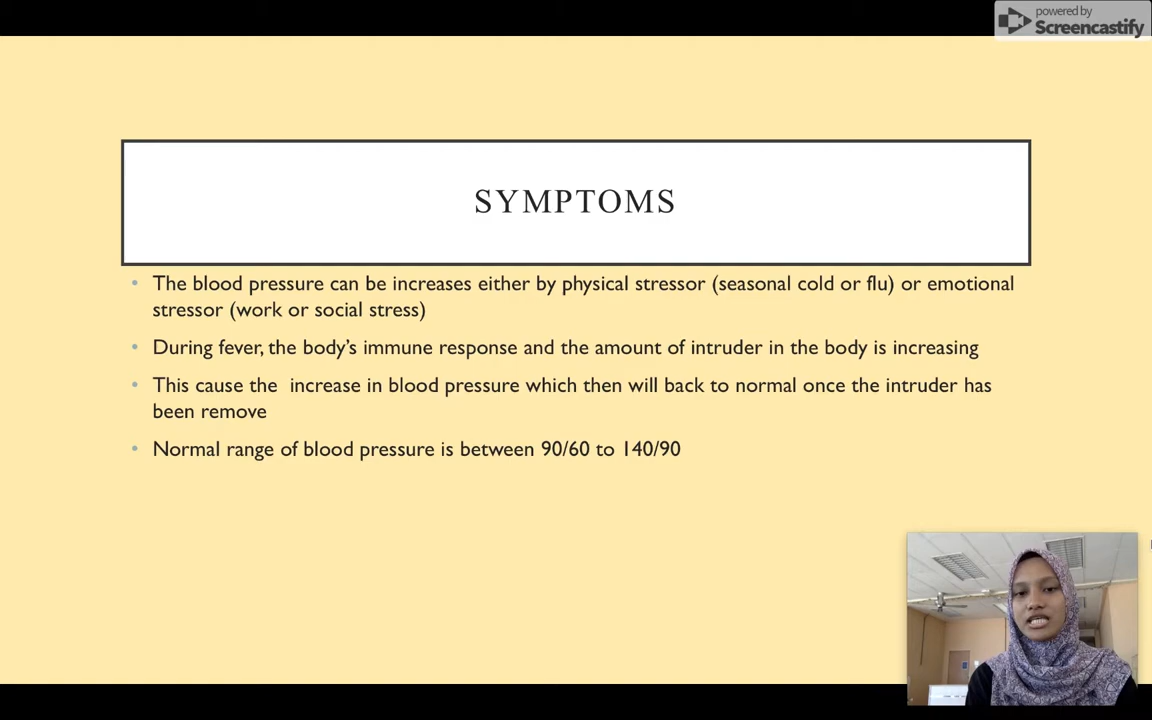 powered by
Screencastify
SYMPTOMS
• The blood pressure can be increases either by physical stressor (seasonal cold or flu) or emotional
stressor (work or social stress)
• During fever, the body's immune response and the amount of intruder in the body is increasing
• This cause the  increase in blood pressure which then will back to normal once the intruder has
been remove
• Normal range of blood pressure is between 90/60 to 140/90